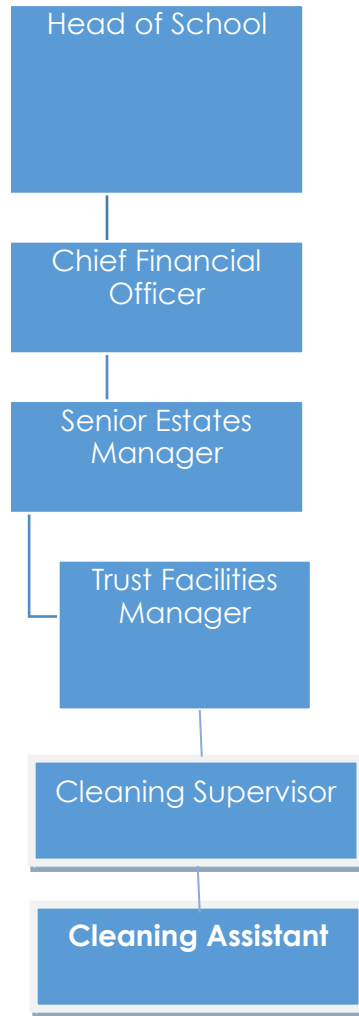 Head of School
Chief Financial
Officer
Senior Estates
Manager
Trust Facilities
Manager
Cleaning Supervisor
Cleaning Assistant